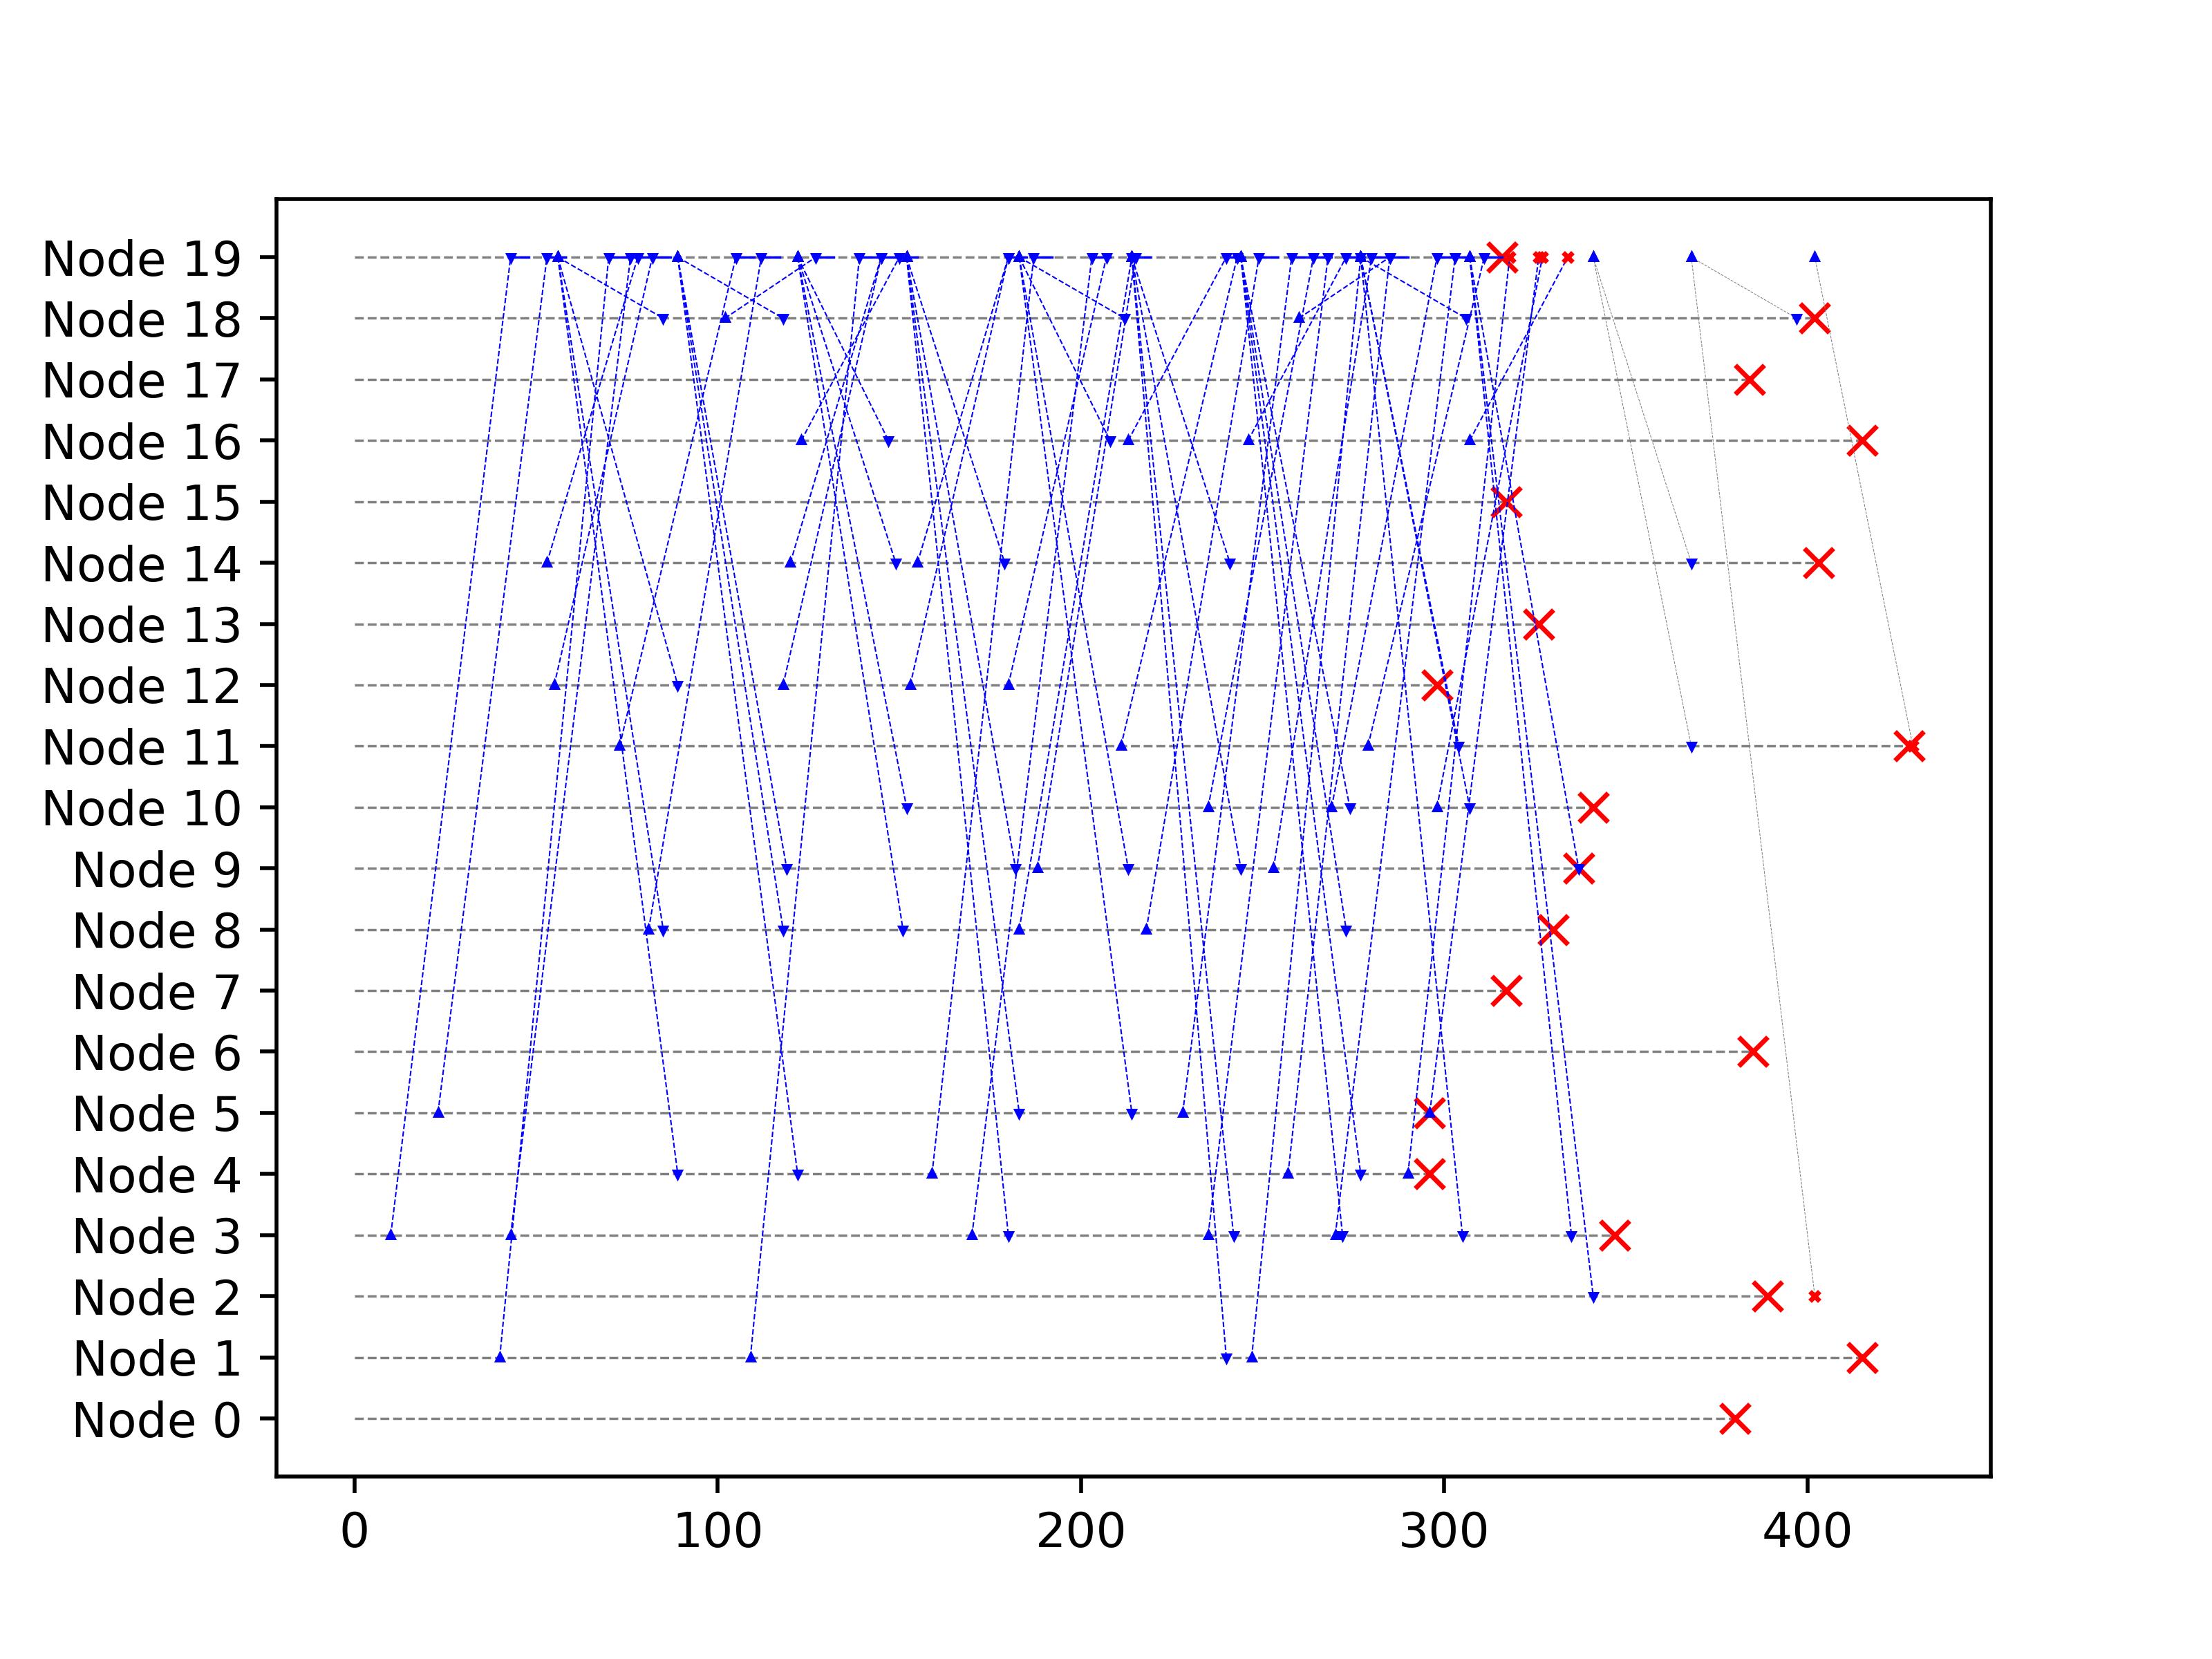 Node 19
Node 18
Node 17
Node 16
Node 15
Node 14
Node 13
Node 12
Node 11
Node 10
Node 9
Node 8
Node 7
Node 6
Node 5
Node 4
Node 3
Node 2
Node 1
Node 0
0 100 200 300 400